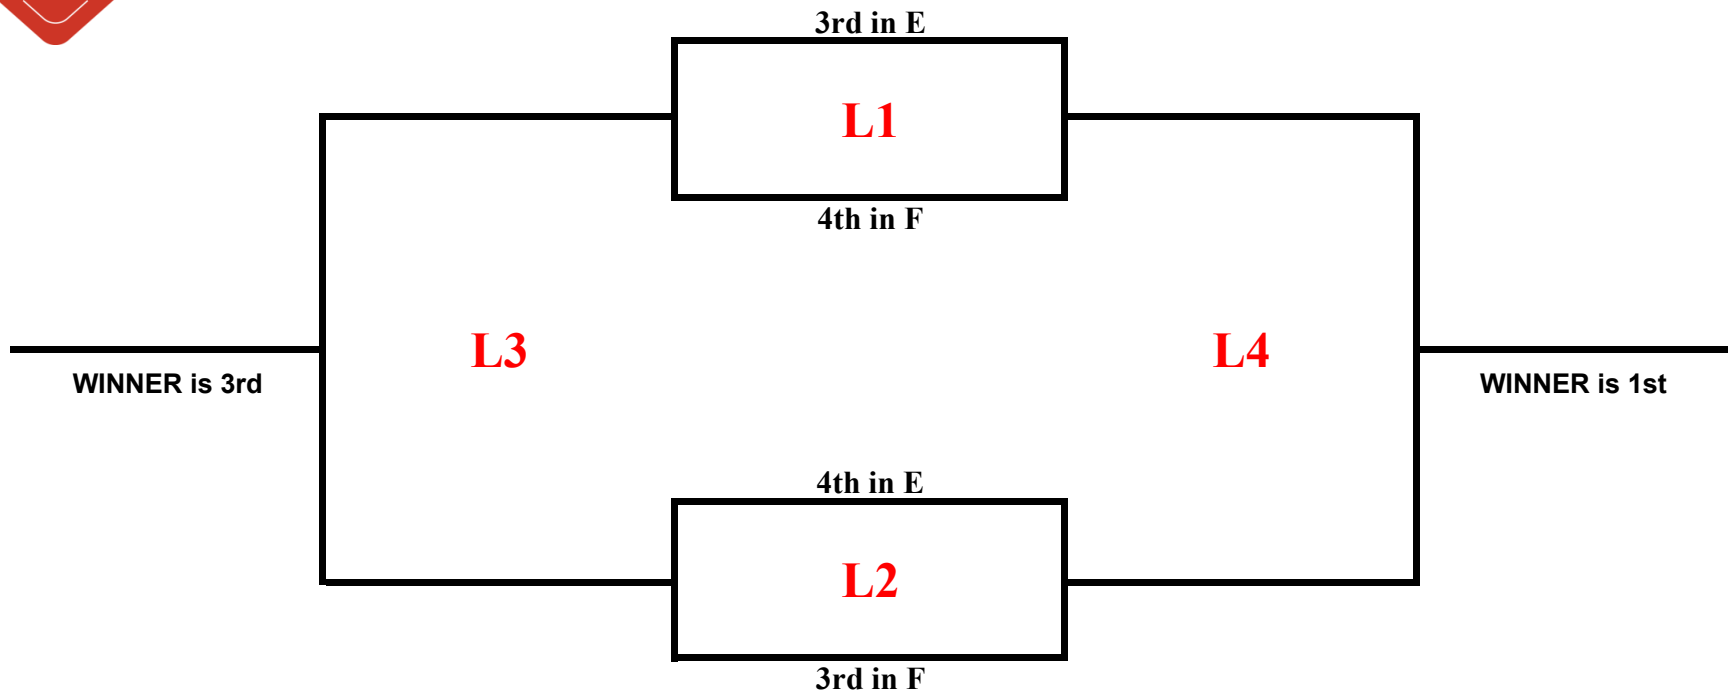 3rd in E
L1
4th in F
L3
L4
WINNER is 3rd
WINNER is 1st
4th in E
L2
3rd in F